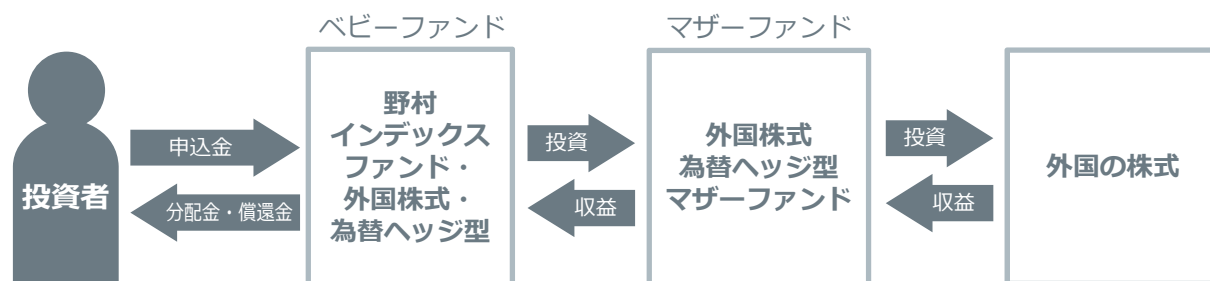 ベビーファンド
マザーファンド
投資者
申込金
分配金・償還金
野村
インデックス
ファンド・
外国株式・
為替ヘッジ型
投資
収益
外国株式
為替ヘッジ型
マザーファンド
投資
収益
外国の株式